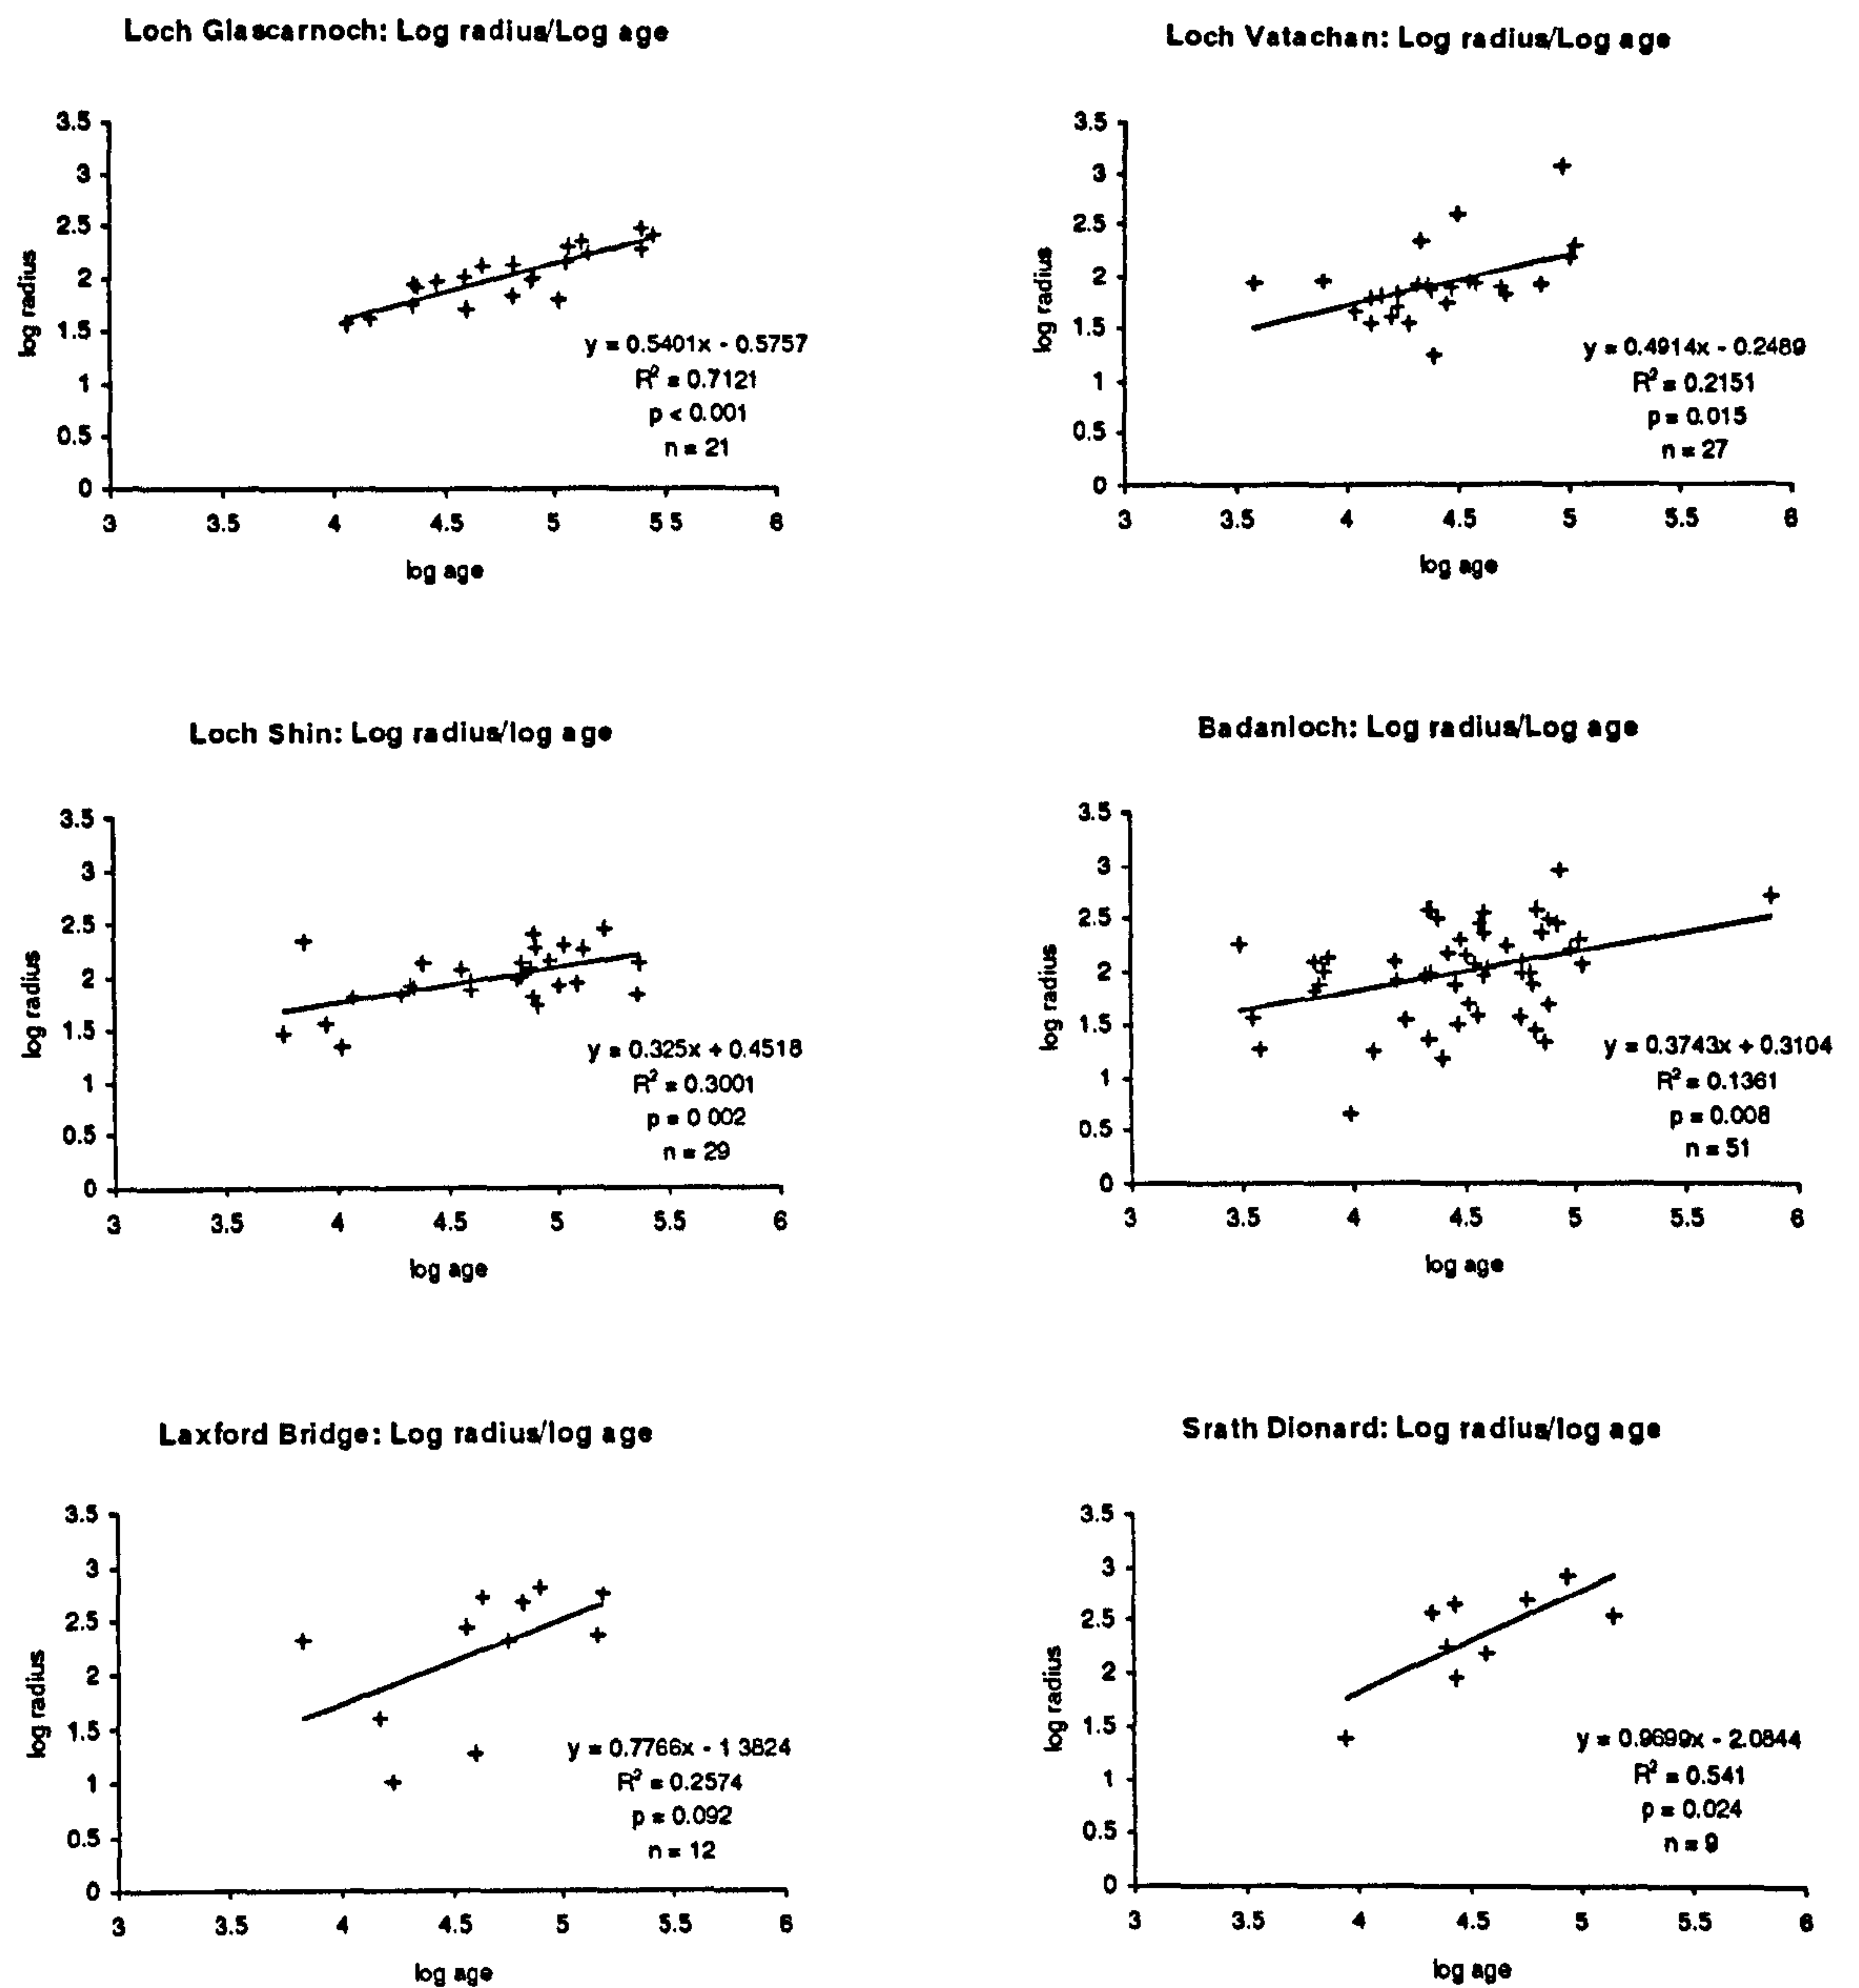 Loch Glascarnoch: Log radius/Log age
3.5
3
2.5
2
1.5
1
0.5
0
log radius
y = 0.5401x - 0.5757
R² = 0.7121
p < 0.001
n = 21
3 3.5 4 4.5 5 5.5 6
log age
Loch Vatachan: Log radius/Log age
3.5
3
2.5
2
1.5
1
0.5
0
log radius
y = 0.4914x - 0.2489
R² = 0.2151
p = 0.015
n = 27
3 3.5 4 4.5 5 5.5 6
log age
Loch Shin: Log radius/log age
3.5
3
2.5
2
1.5
1
0.5
0
log radius
y = 0.325x + 0.4518
R² = 0.3001
p = 0 002
n = 29
3 3.5 4 4.5 5 5.5 6
log age
Badanloch: Log radius/Log age
3.5
3
2.5
2
1.5
1
0.5
0
log radius
y = 0.3743x + 0.3104
R² = 0.1361
p = 0.008
n = 51
3 3.5 4 4.5 5 5.5 6
log age
Laxford Bridge: Log radius/log age
3.5
3
2.5
2
1.5
1
0.5
0
log radius
y = 0.7766x - 1 3824
R² = 0.2574
p = 0.092
n = 12
3 3.5 4 4.5 5 5.5 6
log age
Srath Dionard: Log radius/log age
3.5
3
2.5
2
1.5
1
0.5
0
log radius
y = 0.9699x - 2.0844
R² = 0.541
p = 0.024
n = 9
3 3.5 4 4.5 5 5.5 6
log age